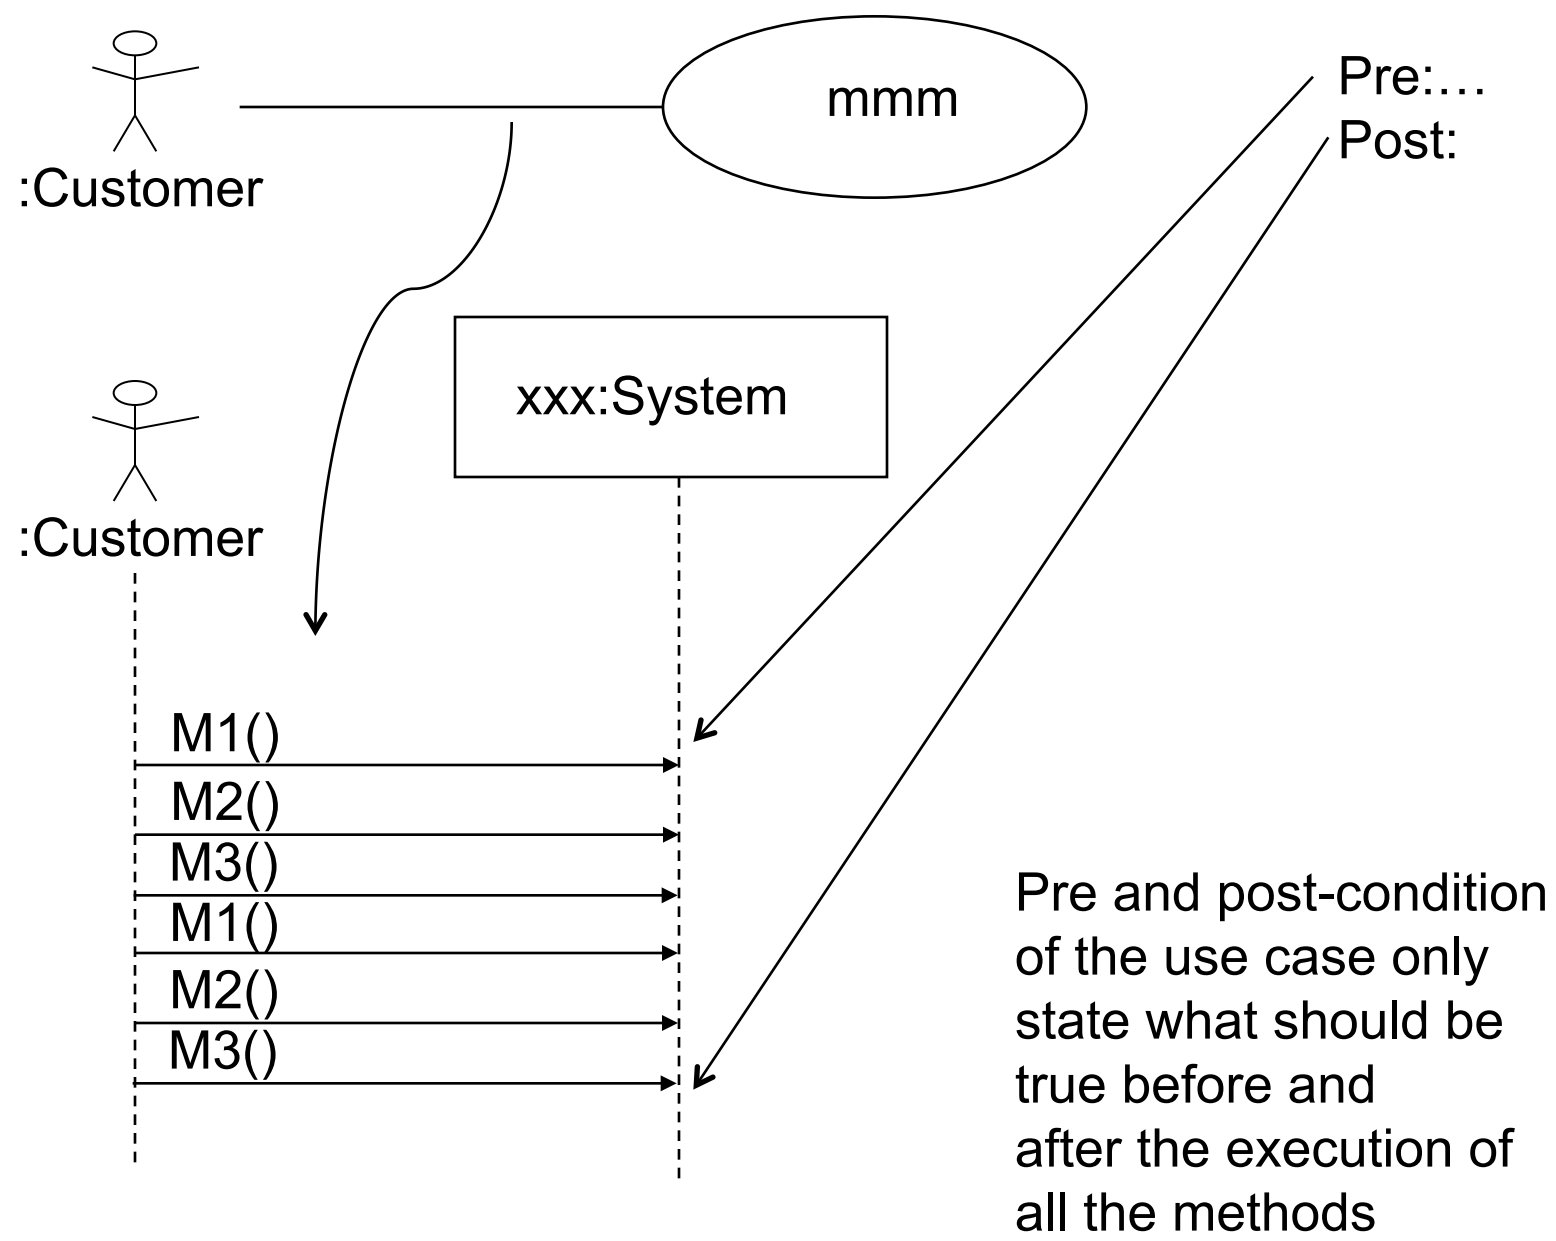 mmm
Pre:…
Post:
:Customer
xxx:System
:Customer
M1()
M2()
M3()
M1()
M2()
M3()
Pre and post-condition
of the use case only
state what should be
true before and
after the execution of
all the methods